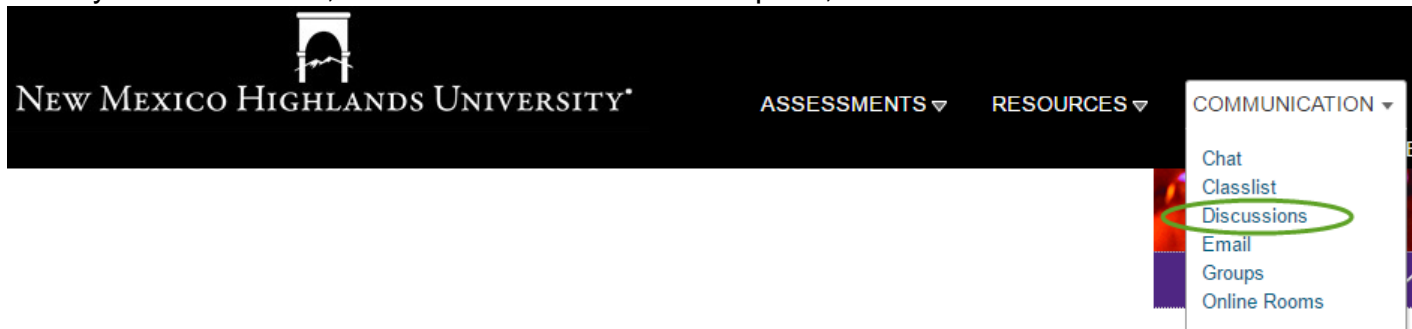 NEW MEXICO HIGHLANDS UNIVERSITY
ASSESSMENTS RESOURCES COMMUNICATION
Chat
Classlist
Discussions
Email
Groups
Online Rooms